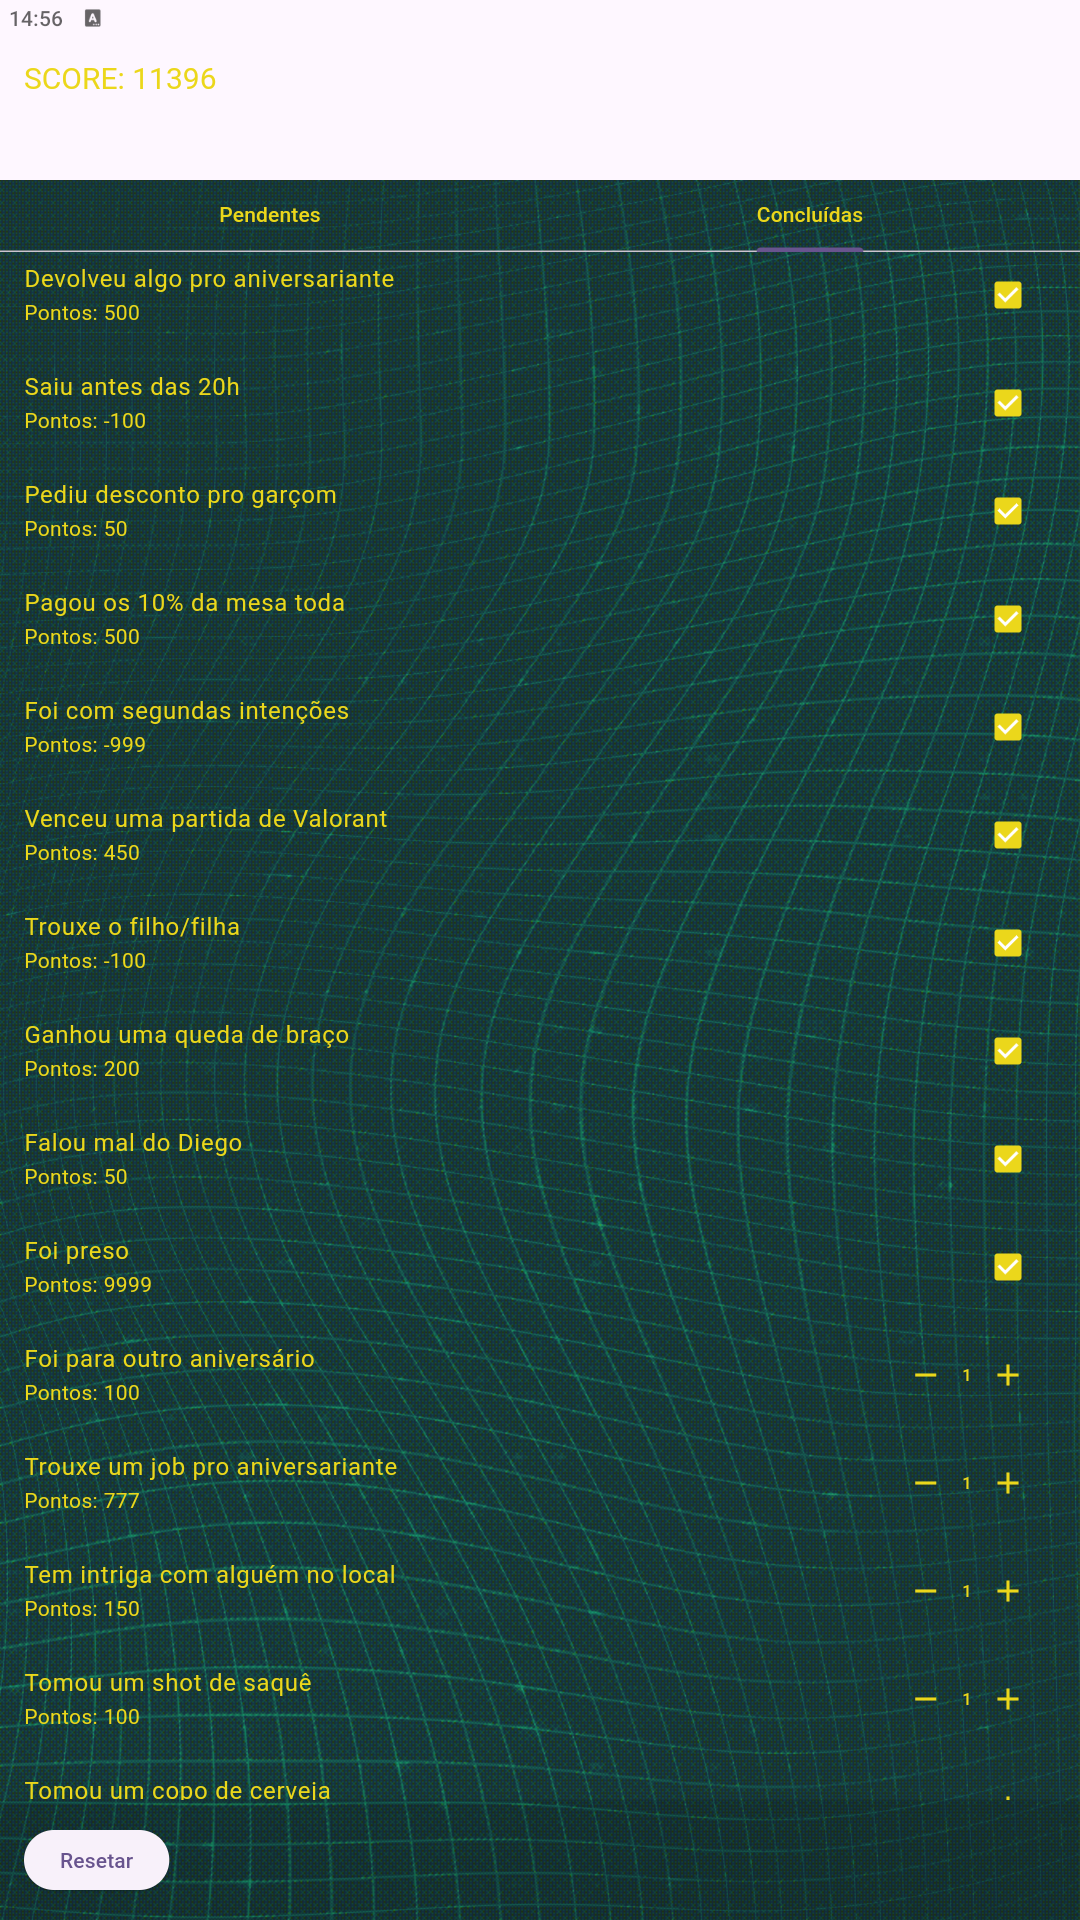 14:56
SCORE: 11396
Pendentes
Concluídas
Devolveu algo pro aniversariante
Pontos: 500
Saiu antes das 20h
Pontos: -100
Pediu desconto pro garçom
Pontos: 50
Pagou os 10% da mesa toda
Pontos: 500
Foi com segundas intenções
Pontos: -999
Venceu uma partida de Valorant
Pontos: 450
Trouxe o filho/filha
Pontos: -100
Ganhou uma queda de braço
Pontos: 200
Falou mal do Diego
Pontos: 50
Foi preso
Pontos: 9999
Foi para outro aniversário
Pontos: 100
1
Trouxe um job pro aniversariante
Pontos: 777
1
Tem intriga com alguém no local
Pontos: 150
1
Tomou um shot de saquê
Pontos: 100
1
Tomou um copo de cerveja
Resetar